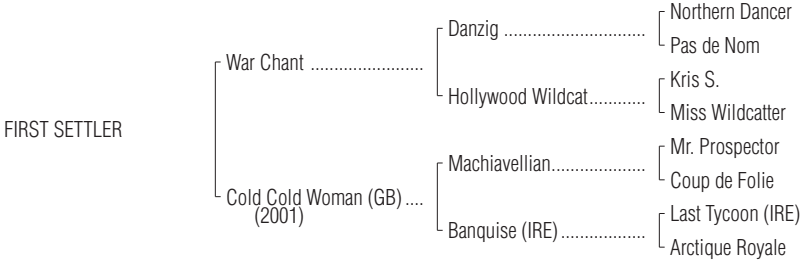 Northern Dancer
Danzig ..............................
Pas de Nom
War Chant ........................
Kris S.
Hollywood Wildcat............
Miss Wildcatter
FIRST SETTLER
Mr. Prospector
Machiavellian....................
Coup de Folie
Cold Cold Woman (GB) ....
(2001)
Last Tycoon (IRE)
Banquise (IRE) ..................
Arctique Royale